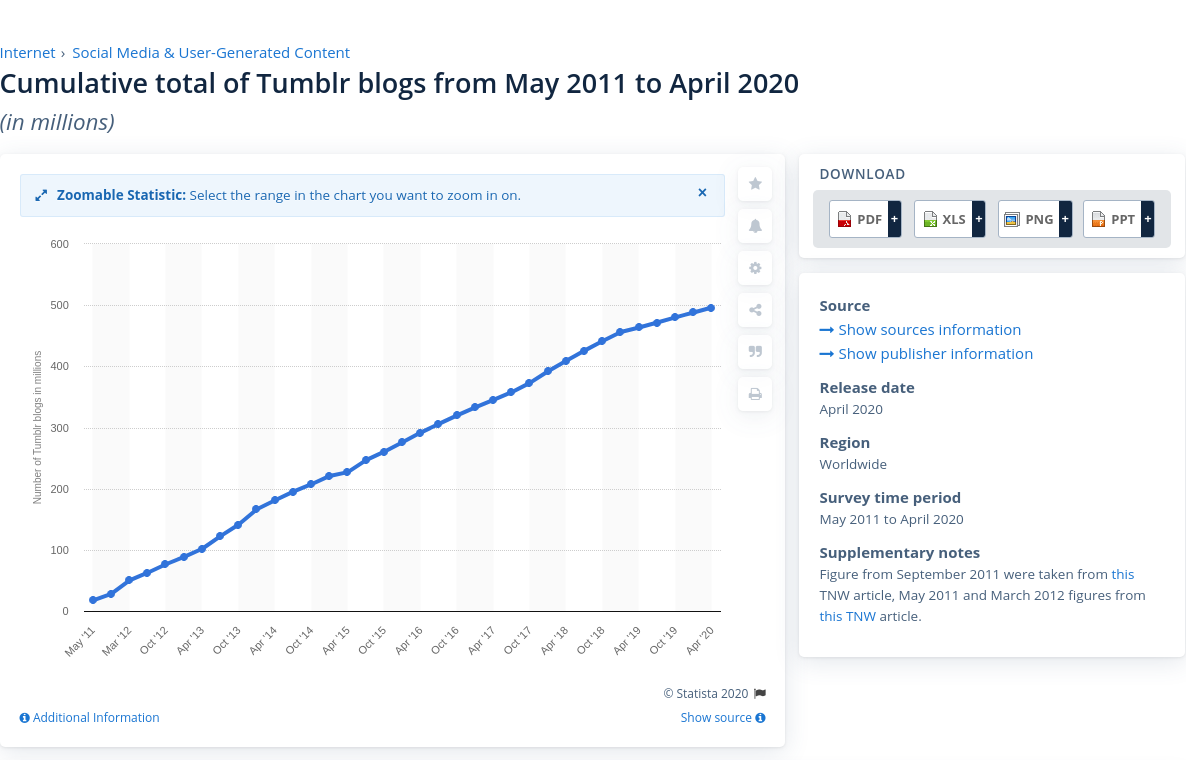 Internet › Social Media & User-Generated Content
Cumulative total of Tumblr blogs from May 2011 to April 2020
(in millions)
Zoomable Statistic: Select the range in the chart you want to zoom in on. ×
600
500
400
300
200
100
0
Number of Tumblr blogs in millions
May '11
Mar '12
Oct '12
Apr '13
Oct '13
Apr '14
Oct '14
Apr '15
Oct '15
Apr '16
Oct '16
Apr '17
Oct '17
Apr '18
Oct '18
Apr '19
Oct '19
Apr '20
© Statista 2020
Additional Information
Show source
DOWNLOAD
PDF + XLS + PNG + PPT +
Source
Show sources information
Show publisher information
Release date
April 2020
Region
Worldwide
Survey time period
May 2011 to April 2020
Supplementary notes
Figure from September 2011 were taken from this
TNW article, May 2011 and March 2012 figures from
this TNW article.